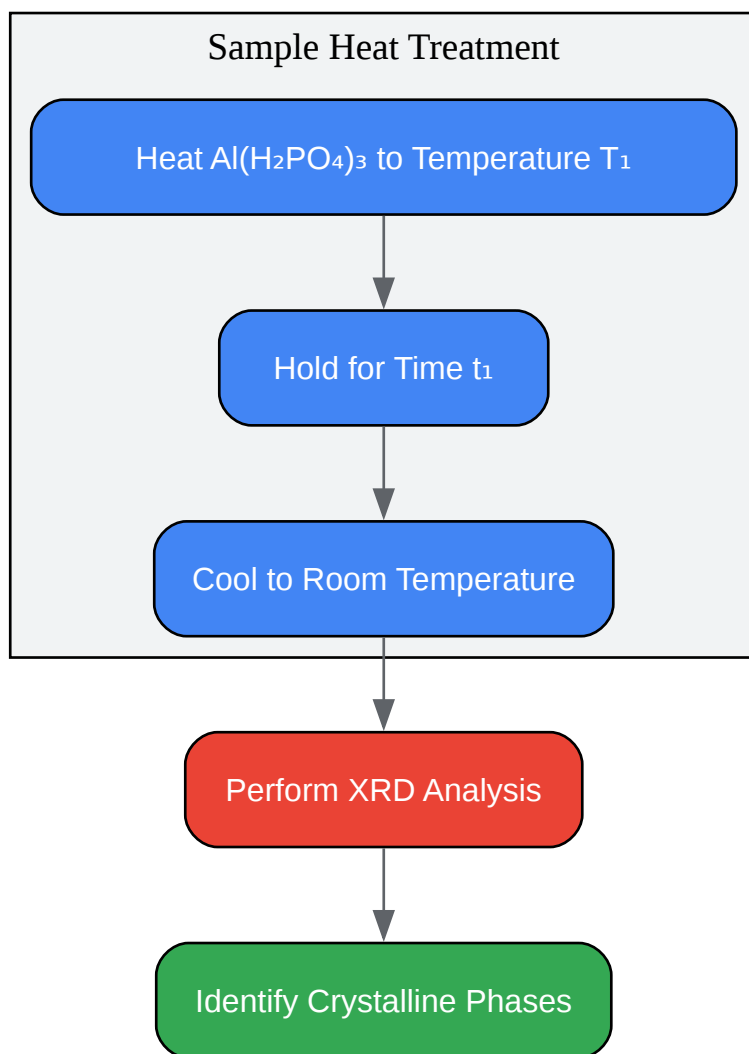 Sample Heat Treatment
Heat Al(H₂PO₄)₃ to Temperature T₁
Hold for Time t₁
Cool to Room Temperature
Perform XRD Analysis
Identify Crystalline Phases